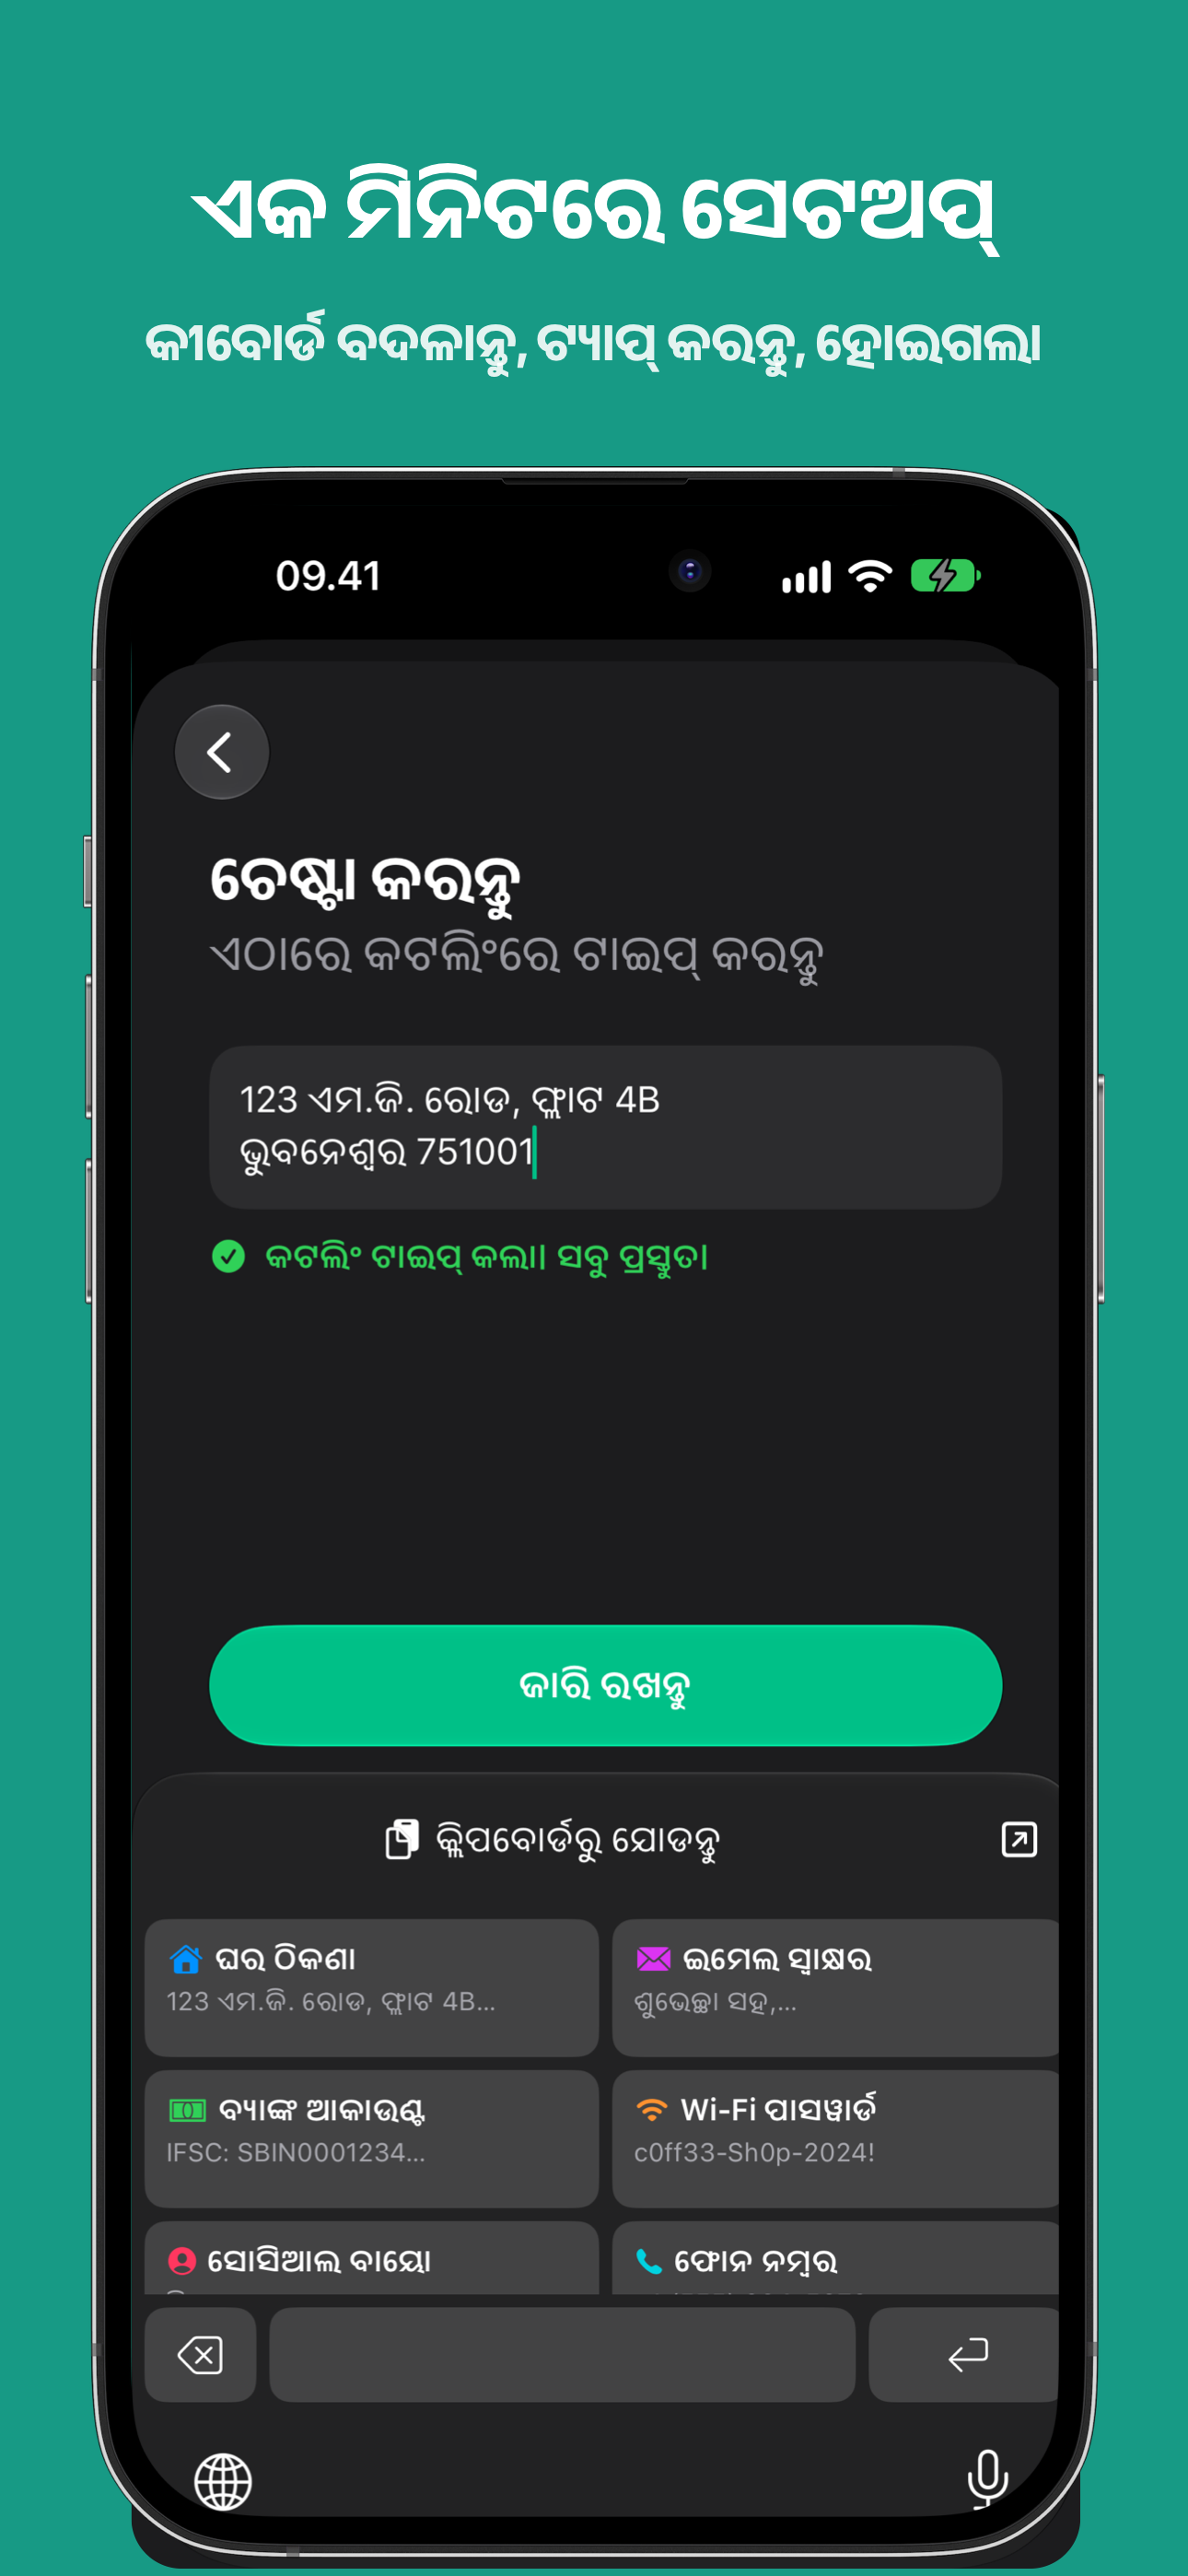 ଏକ ମିନିଟରେ ସେଟଅପ୍
କୀବୋର୍ଡ ବଦଳାନ୍ତୁ, ଟ୍ୟାପ୍ କରନ୍ତୁ, ହୋଇଗଲା
09.41
ଚେଷ୍ଟା କରନ୍ତୁ
ଏଠାରେ କଟଲିଂରେ ଟାଇପ୍ କରନ୍ତୁ
123 ଏମ.ଜି. ରୋଡ, ଫ୍ଲାଟ 4B
ଭୁବନେଶ୍ୱର 751001
କଟଲିଂ ଟାଇପ୍ କଲା। ସବୁ ପ୍ରସ୍ତୁତ।
ଜାରି ରଖନ୍ତୁ
କ୍ଲିପବୋର୍ଡରୁ ଯୋଡନ୍ତୁ
ଘର ଠିକଣା
123 ଏମ.ଜି. ରୋଡ, ଫ୍ଲାଟ 4B...
ଇମେଲ ସ୍ୱାକ୍ଷର
ଶୁଭେଚ୍ଛା ସହ,...
ବ୍ୟାଙ୍କ ଆକାଉଣ୍ଟ
IFSC: SBIN0001234...
Wi-Fi ପାସୱାର୍ଡ
c0ff33-Sh0p-2024!
ସୋସିଆଲ ବାୟୋ
ଫୋନ ନମ୍ବର